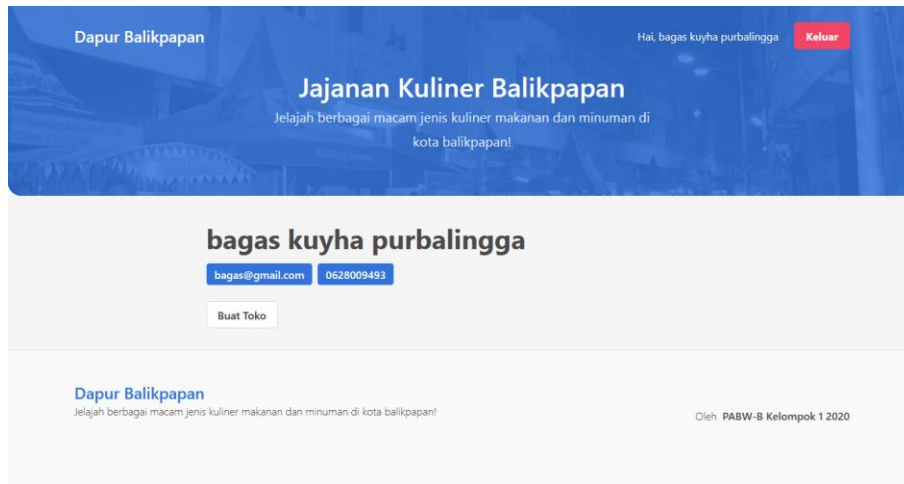 Dapur Balikpapan
Hai, bagas kuyha purbalingga
Keluar
Jajanan Kuliner Balikpapan
Jelajah berbagai macam jenis kuliner makanan dan minuman di
kota balikpapan!
bagas kuyha purbalingga
bagas@gmail.com
0628009493
Buat Toko
Dapur Balikpapan
Jelajah berbagai macam jenis kuliner makanan dan minuman di kota balikpapan!
Oleh PABW-B Kelompok 1 2020